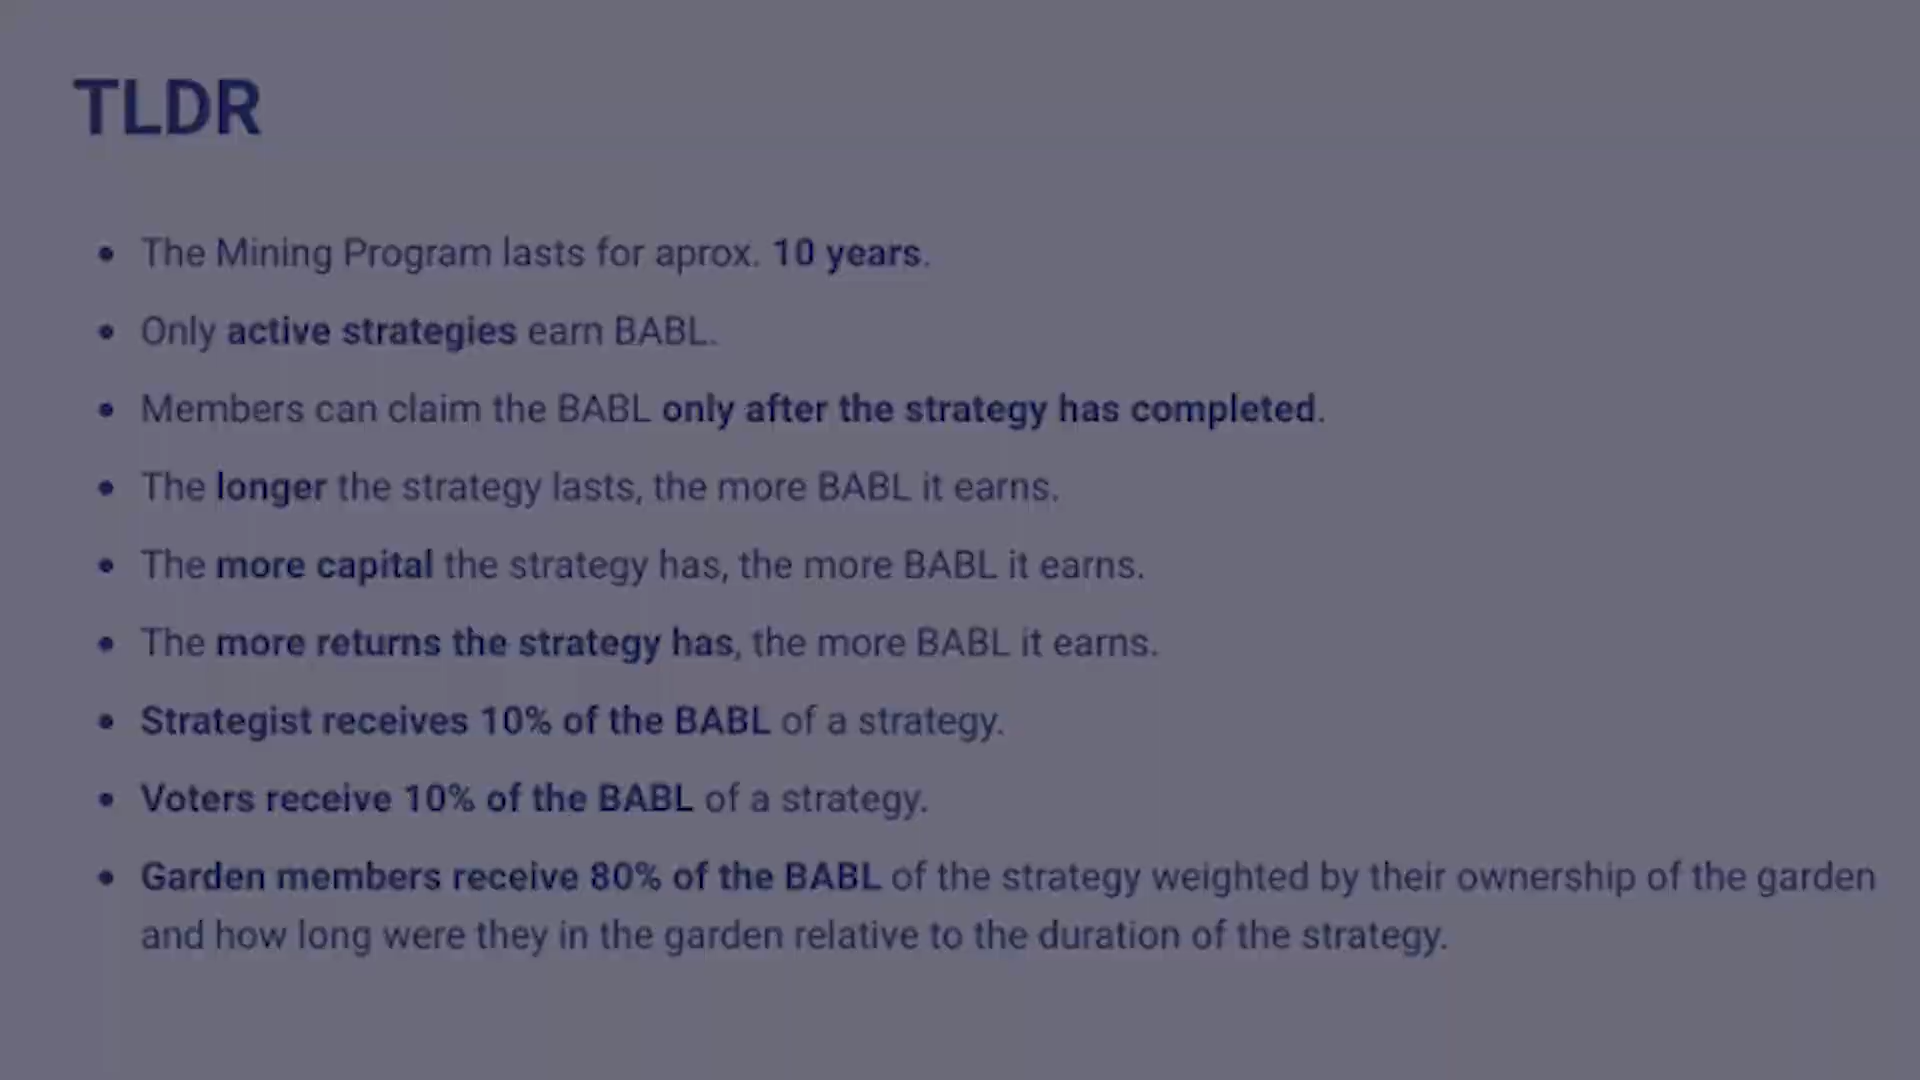 TLDR
• The Mining Program lasts for aprox. 10 years.
• Only active strategies earn BABL.
• Members can claim the BABL only after the strategy has completed.
• The longer the strategy lasts, the more BABL it earns.
• The more capital the strategy has, the more BABL it earns.
• The more returns the strategy has, the more BABL it earns.
• Strategist receives 10% of the BABL of a strategy.
• Voters receive 10% of the BABL of a strategy.
• Garden members receive 80% of the BABL of the strategy weighted by their ownership of the garden
and how long were they in the garden relative to the duration of the strategy.